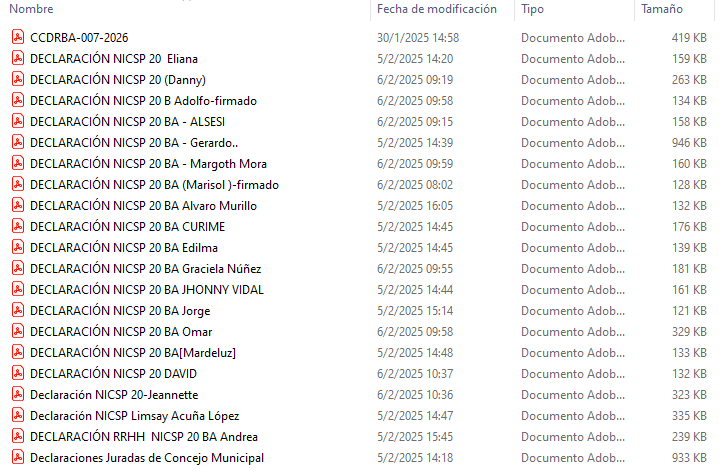 Nombre Fecha de modificación Tipo Tamaño
CCDRBA-007-2026 30/1/2025 14:58 Documento Adob... 419 KB
DECLARACIÓN NICSP 20  Eliana 5/2/2025 14:20 Documento Adob... 159 KB
DECLARACIÓN NICSP 20 (Danny) 6/2/2025 09:19 Documento Adob... 263 KB
DECLARACIÓN NICSP 20 B Adolfo-firmado 6/2/2025 09:58 Documento Adob... 134 KB
DECLARACIÓN NICSP 20 BA - ALSESI 6/2/2025 09:15 Documento Adob... 158 KB
DECLARACIÓN NICSP 20 BA - Gerardo.. 5/2/2025 14:39 Documento Adob... 946 KB
DECLARACIÓN NICSP 20 BA - Margoth Mora 6/2/2025 09:59 Documento Adob... 160 KB
DECLARACIÓN NICSP 20 BA (Marisol )-firmado 6/2/2025 08:02 Documento Adob... 128 KB
DECLARACIÓN NICSP 20 BA Alvaro Murillo 5/2/2025 16:05 Documento Adob... 132 KB
DECLARACIÓN NICSP 20 BA CURIME 5/2/2025 14:45 Documento Adob... 176 KB
DECLARACIÓN NICSP 20 BA Edilma 5/2/2025 14:45 Documento Adob... 139 KB
DECLARACIÓN NICSP 20 BA Graciela Núñez 6/2/2025 09:55 Documento Adob... 181 KB
DECLARACIÓN NICSP 20 BA JHONNY VIDAL 5/2/2025 14:44 Documento Adob... 161 KB
DECLARACIÓN NICSP 20 BA Jorge 5/2/2025 15:14 Documento Adob... 121 KB
DECLARACIÓN NICSP 20 BA Omar 6/2/2025 09:58 Documento Adob... 329 KB
DECLARACIÓN NICSP 20 BA[Mardeluz] 5/2/2025 14:48 Documento Adob... 133 KB
DECLARACIÓN NICSP 20 DAVID 6/2/2025 10:37 Documento Adob... 132 KB
Declaración NICSP 20-Jeannette 6/2/2025 10:36 Documento Adob... 323 KB
Declaración NICSP Limsay Acuña López 5/2/2025 14:47 Documento Adob... 335 KB
DECLARACIÓN RRHH  NICSP 20 BA Andrea 5/2/2025 15:45 Documento Adob... 239 KB
Declaraciones Juradas de Concejo Municipal 5/2/2025 14:18 Documento Adob... 933 KB